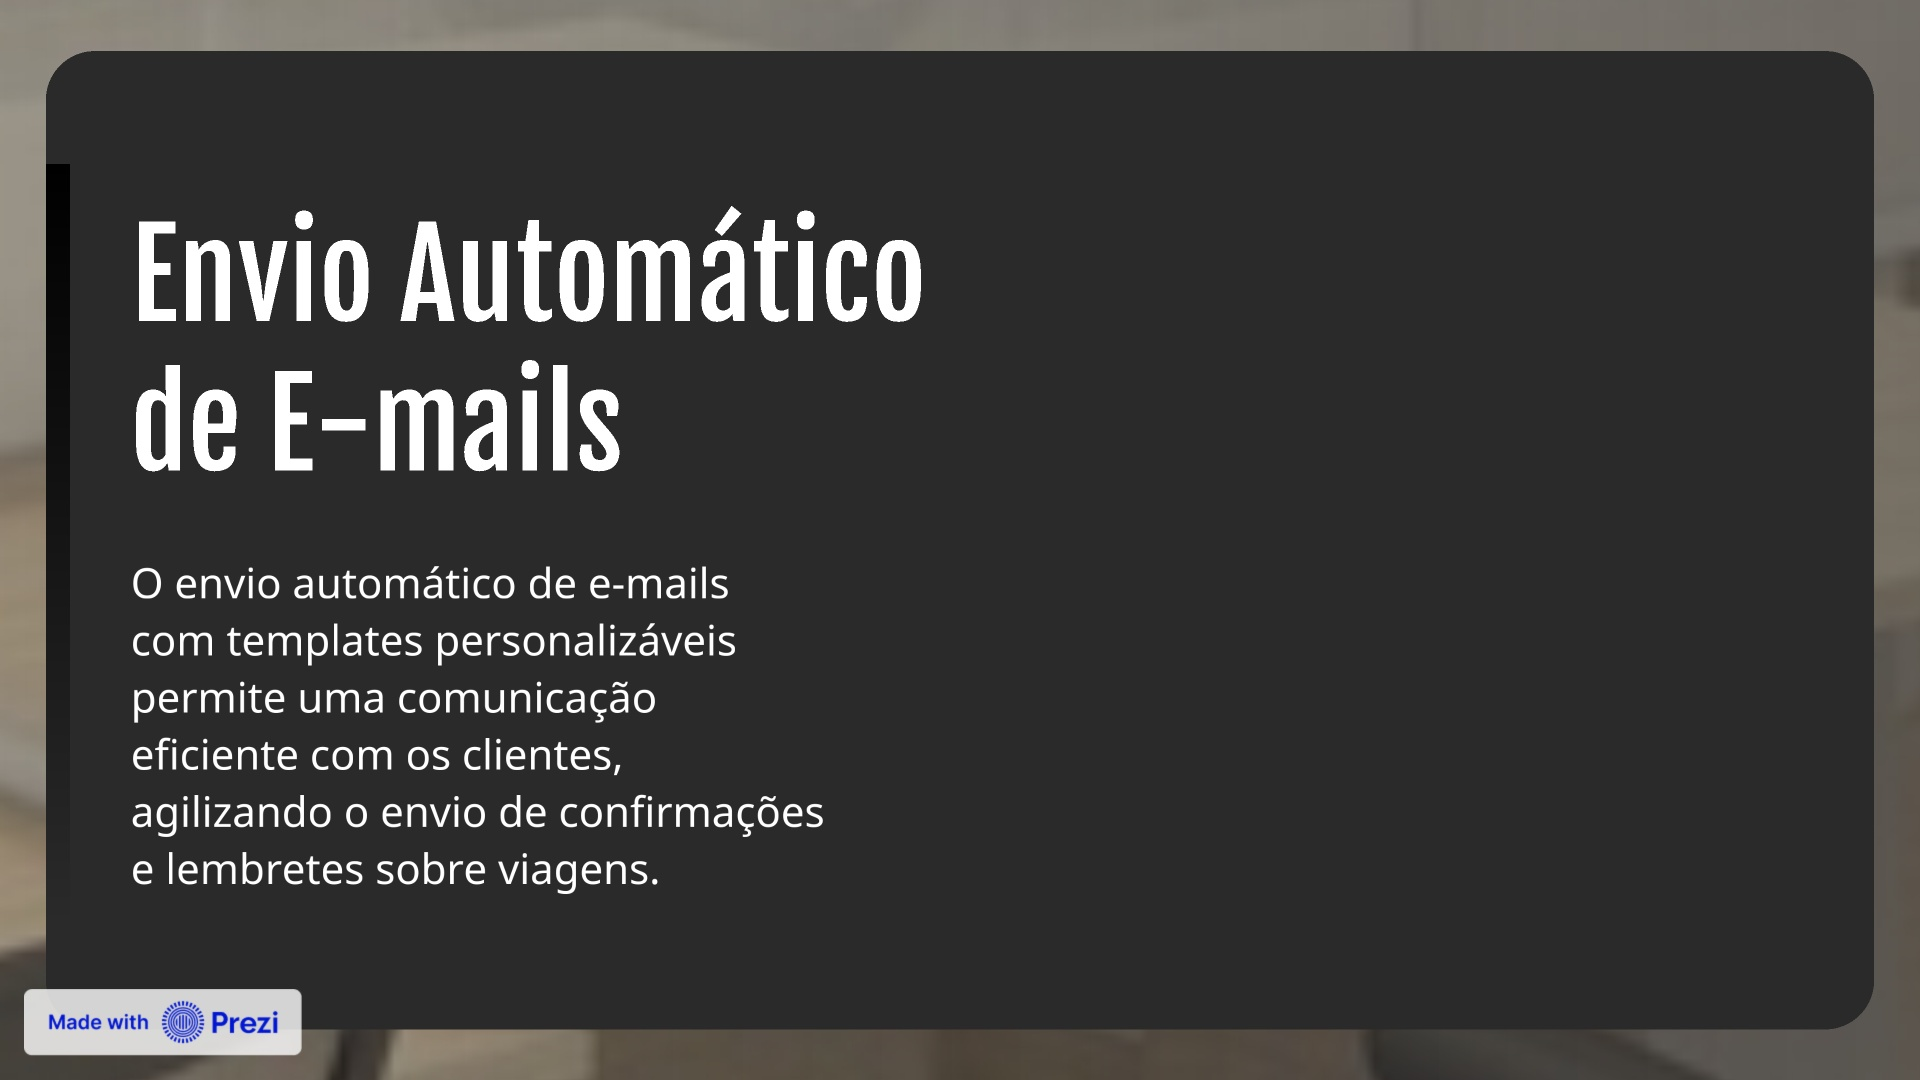 Envio Automático
de E-mails
O envio automático de e-mails
com templates personalizáveis
permite uma comunicação
eficiente com os clientes,
agilizando o envio de confirmações
e lembretes sobre viagens.
Made with Prezi